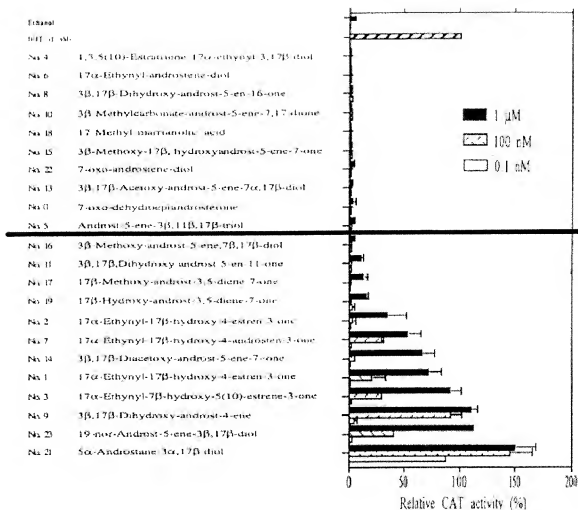 Ethanol
No. 4 1,3,5(10)-Estratriene-17α-ethynyl-3,17β-diol
No. 6 17α-Ethynyl-androstene-diol
No. 8 3β,17β-Dihydroxy-androst-5-en-16-one
No. 10 3β-Methylcarbonate-androst-5-ene-7,17-dione
No. 18 17-Methyl marrianolic acid
No. 15 3β-Methoxy-17β, hydroxyandrost-5-ene-7-one
No. 22 7-oxo-androstene-diol
No. 13 3β,17β-Acetoxy-androst-5-ene-7α,17β-diol
7-oxo-dehydroepiandrosterone
No. 5 Androst-5-ene-3β,11β,17β-triol
No. 16 3β-Methoxy-androst-5-ene,7β,17β-diol
No. 11 3β,17β,Dihydroxy-androst-5-en-11-one
No. 17 17β-Methoxy-androst-3,5-diene-7-one
No. 19 17β-Hydroxy-androst-3,5-diene-7-one
No. 2 17α-Ethynyl-17β-hydroxy-4-estren-3-one
No. 7 17α-Ethynyl-17β-hydroxy-4-androsten-3-one
No. 14 3β,17β-Diacetoxy-androst-5-ene-7-one
No. 1 17α-Ethynyl-17β-hydroxy-4-estren-3-one
No. 3 17α-Ethynyl-7β-hydroxy-5(10)-estrene-3-one
No. 9 3β,17β-Dihydroxy-androst-4-ene
No. 23 19-nor-Androst-5-ene-3β,17β-diol
No. 21 5α-Androstane-3α,17β-diol
1 µM
100 nM
0.1 nM
0 50 100 150 200
Relative CAT activity (%)